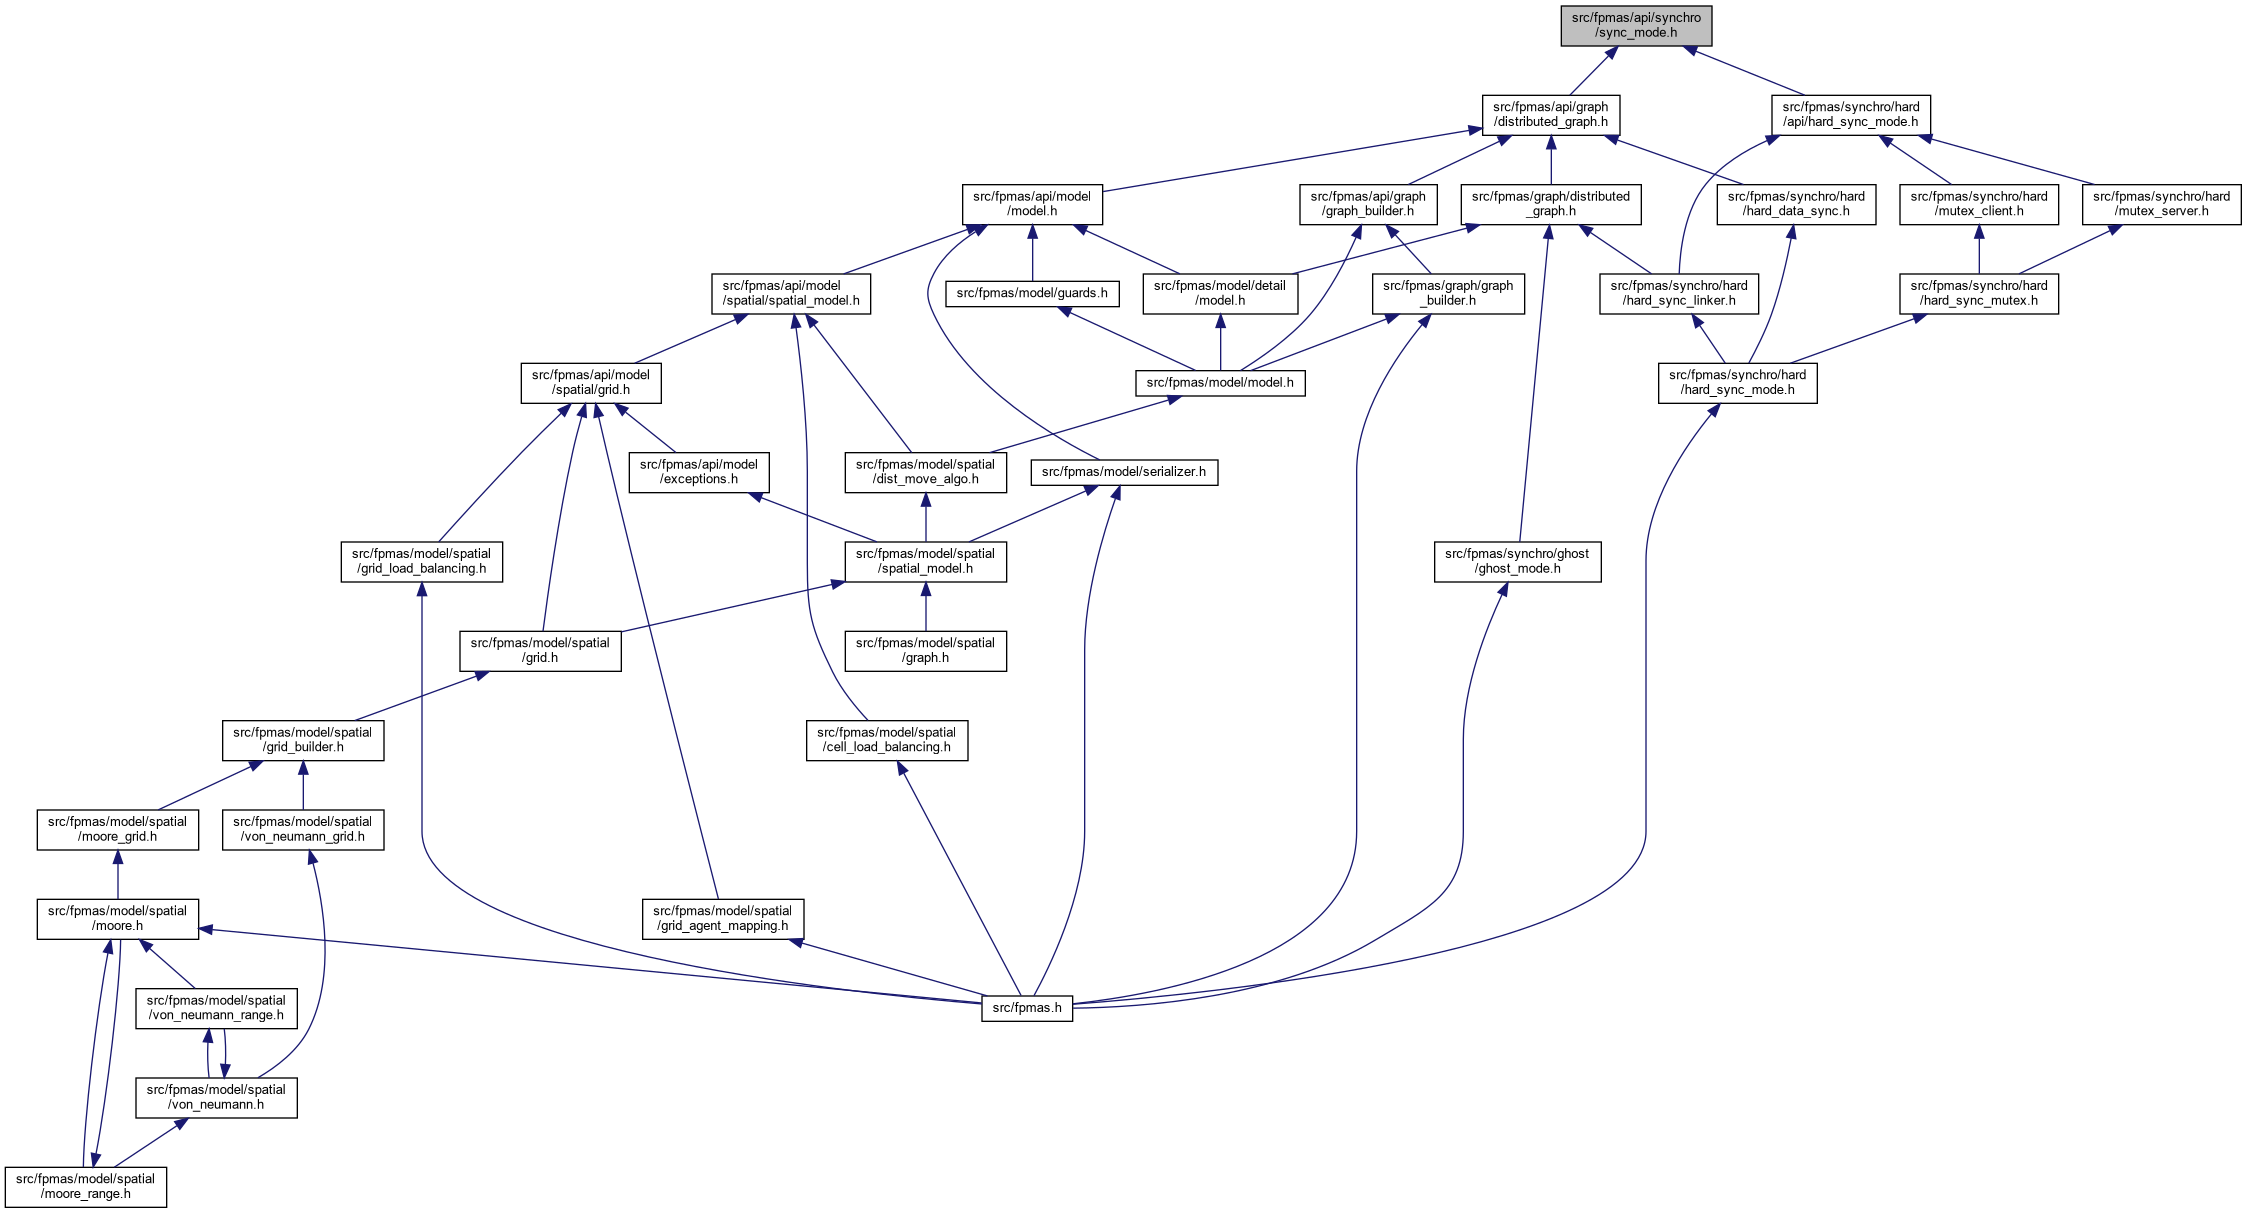 src/fpmas/api/synchro
/sync_mode.h
src/fpmas/api/graph
/distributed_graph.h
src/fpmas/synchro/hard
/api/hard_sync_mode.h
src/fpmas/api/model
/model.h
src/fpmas/api/graph
/graph_builder.h
src/fpmas/graph/distributed
_graph.h
src/fpmas/synchro/hard
/hard_data_sync.h
src/fpmas/synchro/hard
/mutex_client.h
src/fpmas/synchro/hard
/mutex_server.h
src/fpmas/api/model
/spatial/spatial_model.h
src/fpmas/model/guards.h
src/fpmas/model/detail
/model.h
src/fpmas/graph/graph
_builder.h
src/fpmas/synchro/hard
/hard_sync_linker.h
src/fpmas/synchro/hard
/hard_sync_mutex.h
src/fpmas/api/model
/spatial/grid.h
src/fpmas/model/model.h
src/fpmas/synchro/hard
/hard_sync_mode.h
src/fpmas/api/model
/exceptions.h
src/fpmas/model/spatial
/dist_move_algo.h
src/fpmas/model/serializer.h
src/fpmas/model/spatial
/grid_load_balancing.h
src/fpmas/model/spatial
/spatial_model.h
src/fpmas/synchro/ghost
/ghost_mode.h
src/fpmas/model/spatial
/grid.h
src/fpmas/model/spatial
/graph.h
src/fpmas/model/spatial
/grid_builder.h
src/fpmas/model/spatial
/cell_load_balancing.h
src/fpmas/model/spatial
/moore_grid.h
src/fpmas/model/spatial
/von_neumann_grid.h
src/fpmas/model/spatial
/moore.h
src/fpmas/model/spatial
/grid_agent_mapping.h
src/fpmas/model/spatial
/von_neumann_range.h
src/fpmas.h
src/fpmas/model/spatial
/von_neumann.h
src/fpmas/model/spatial
/moore_range.h